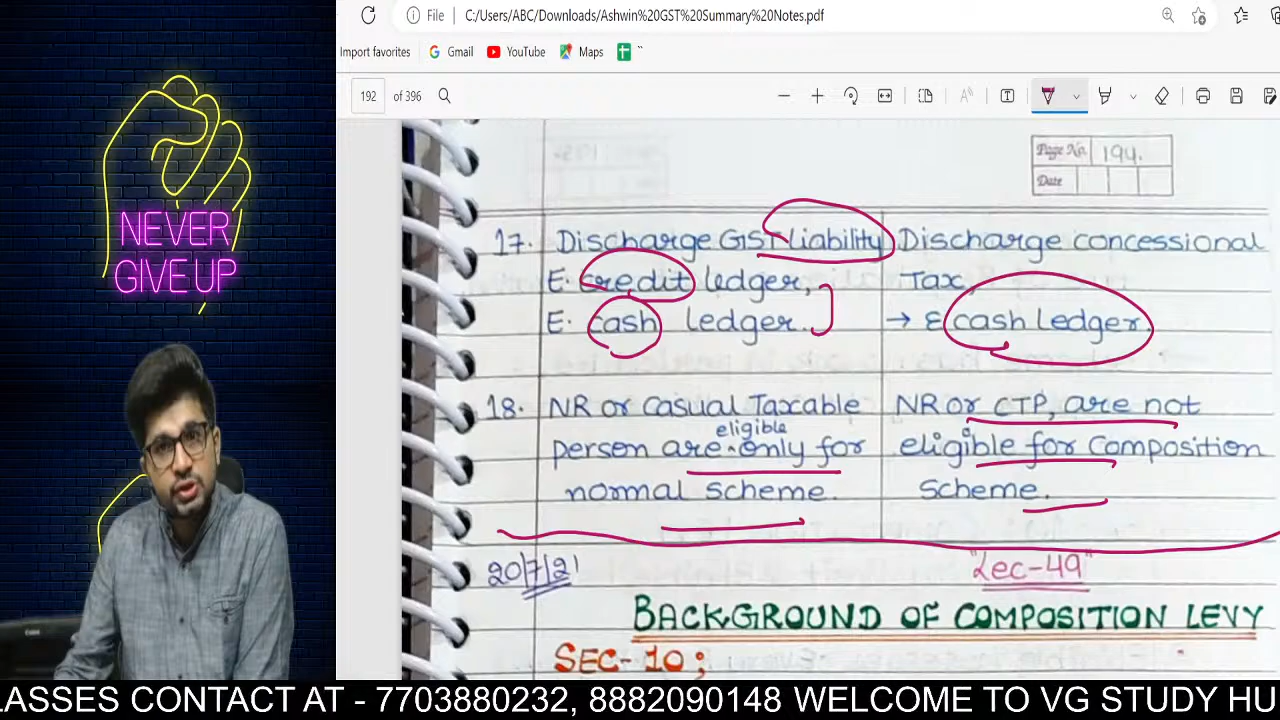 File | C:/Users/ABC/Downloads/Ashwin%20GST%20Summary%20Notes.pdf
Import favorites Gmail YouTube Maps
192 of 396
NEVER
GIVE UP
Page No. 194.
Date
17. Discharge GST Liability Discharge concessional
E. credit ledger, Tax,
E. cash ledger. → E cash ledger.
18. NR or Casual Taxable NR or CTP, are not
eligible
person are only for eligible for composition
normal scheme. scheme.
20/7/21 "Lec-49"
BACKGROUND OF COMPOSITION LEVY
SEC-10;
LASSES CONTACT AT - 7703880232, 8882090148 WELCOME TO VG STUDY HU